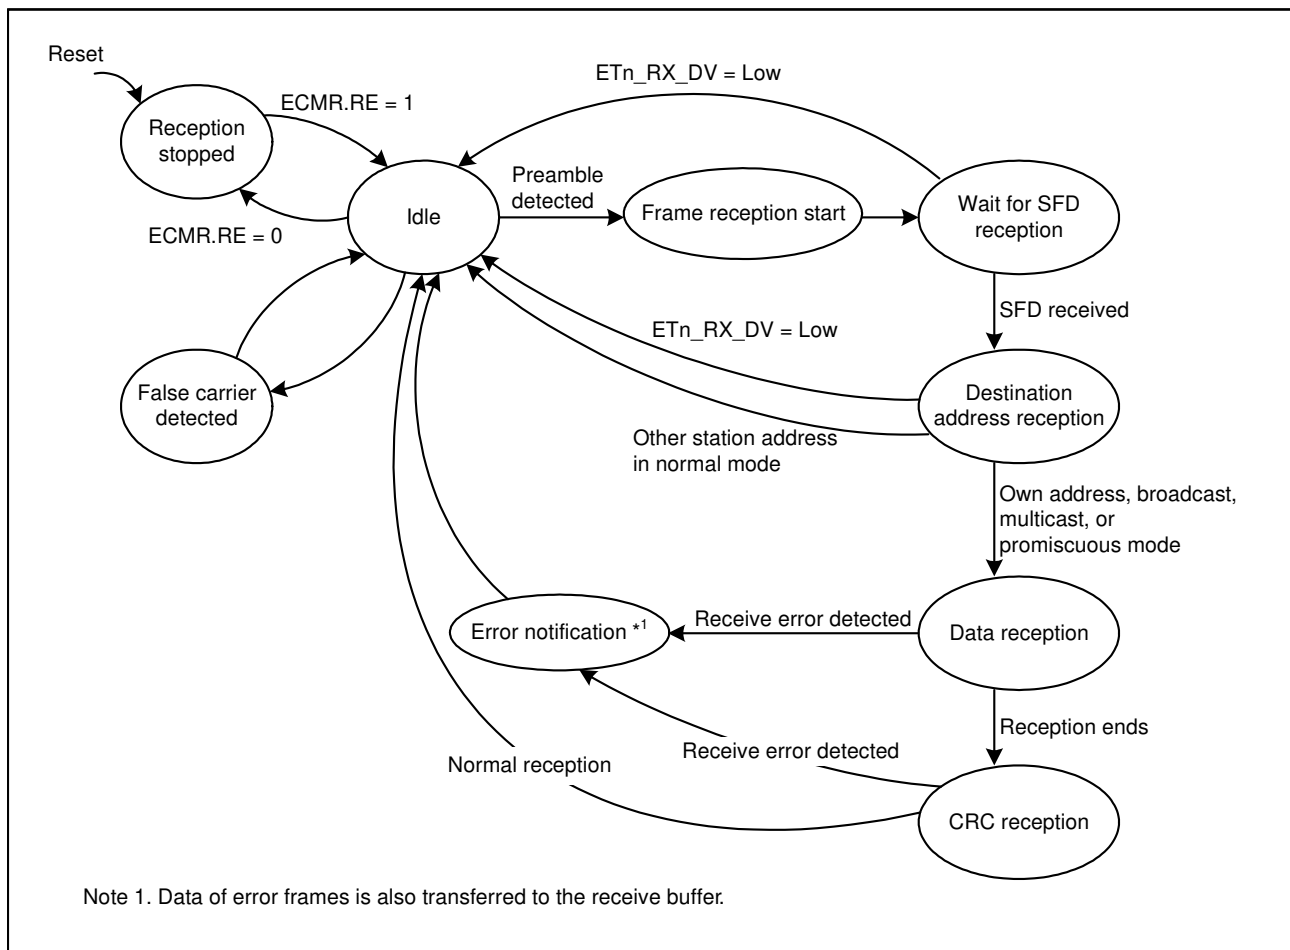 Reset
ETn_RX_DV = Low
ECMR.RE = 1
Reception
stopped
Preamble
detected
Idle
Frame reception start
Wait for SFD
reception
ECMR.RE = 0
SFD received
ETn_RX_DV = Low
False carrier
detected
Destination
address reception
Other station address
in normal mode
Own address, broadcast,
multicast, or
promiscuous mode
Error notification *1
Receive error detected
Data reception
Reception ends
Receive error detected
Normal reception
CRC reception
Note 1. Data of error frames is also transferred to the receive buffer.